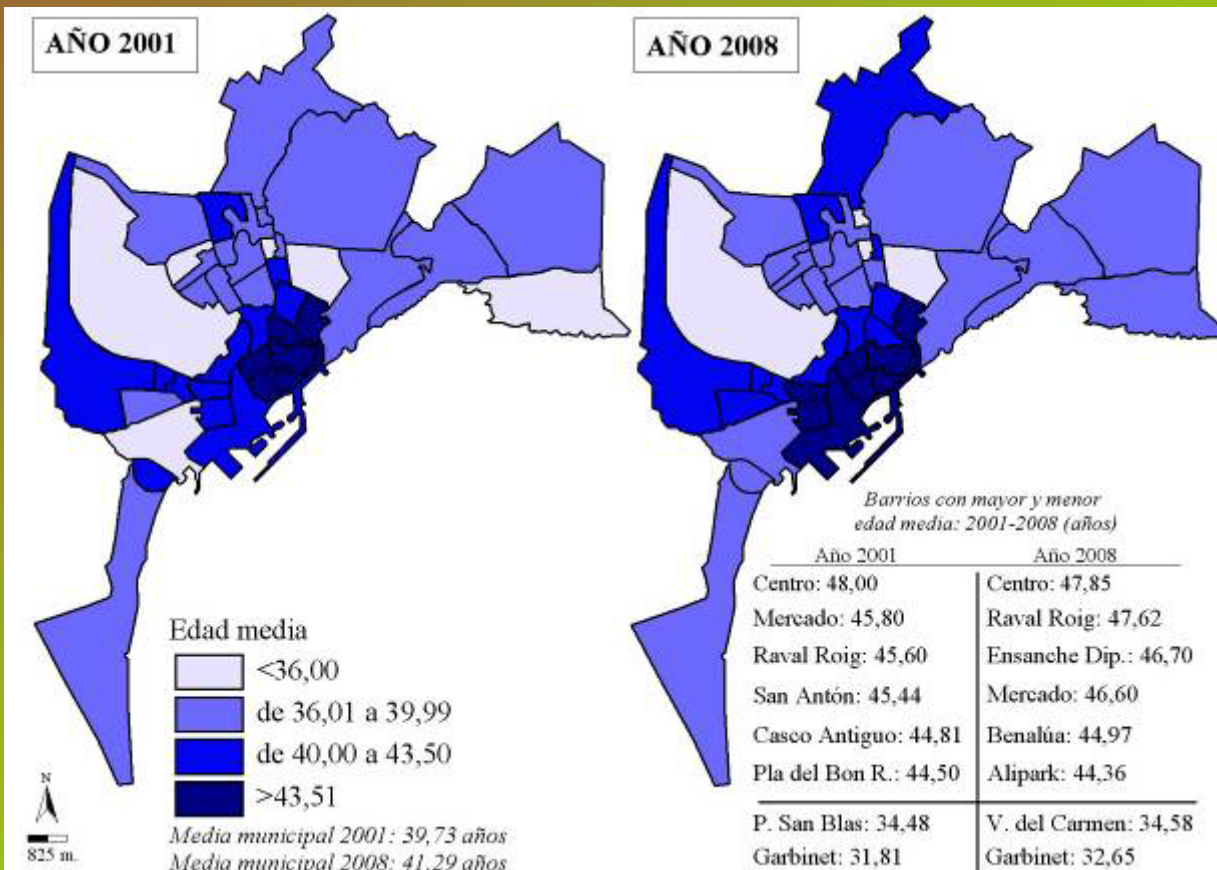 AÑO 2001
AÑO 2008
Edad media
<36,00
de 36,01 a 39,99
de 40,00 a 43,50
>43,51
Media municipal 2001: 39,73 años
Media municipal 2008: 41,29 años
N
825 m.
Barrios con mayor y menor
edad media: 2001-2008 (años)
Año 2001 Año 2008
Centro: 48,00 Centro: 47,85
Mercado: 45,80 Raval Roig: 47,62
Raval Roig: 45,60 Ensanche Dip.: 46,70
San Antón: 45,44 Mercado: 46,60
Casco Antiguo: 44,81 Benalúa: 44,97
Pla del Bon R.: 44,50 Alipark: 44,36
P. San Blas: 34,48 V. del Carmen: 34,58
Garbinet: 31,81 Garbinet: 32,65